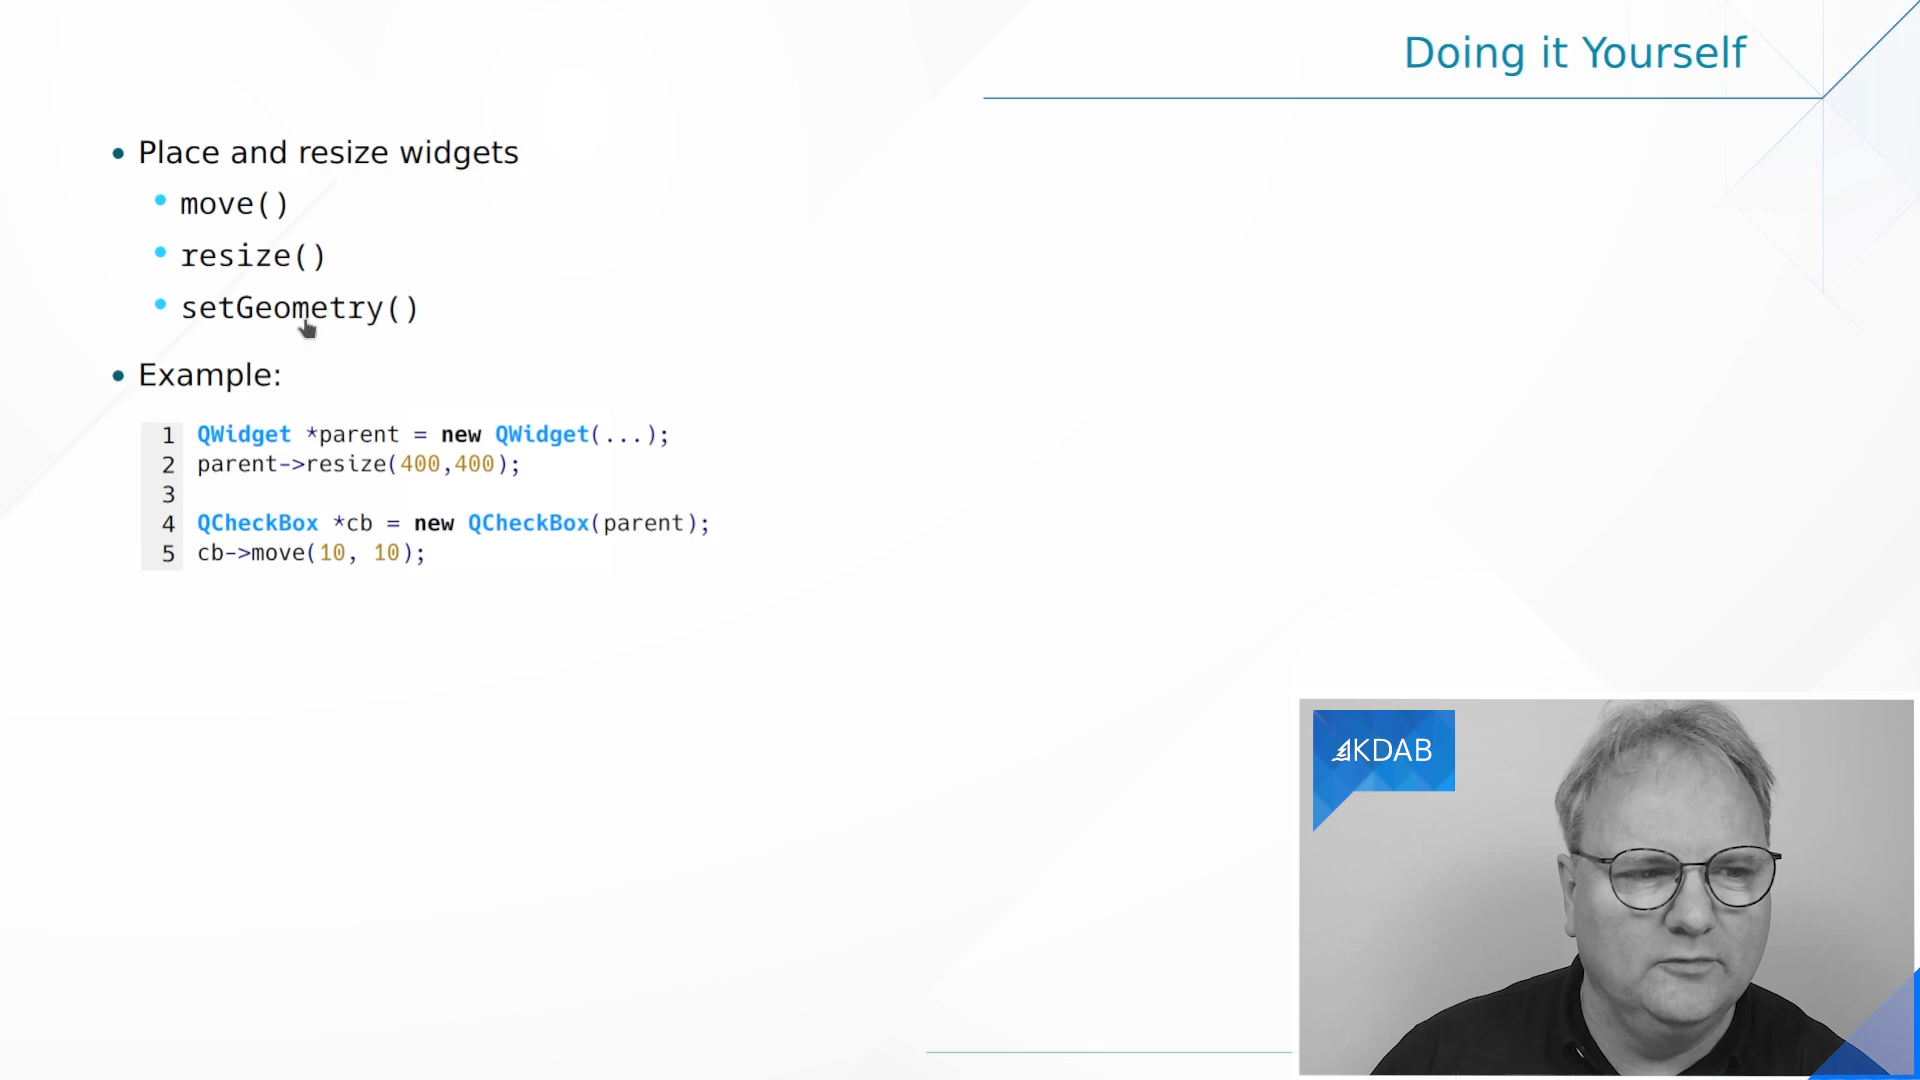 Doing it Yourself
• Place and resize widgets
• move()
• resize()
• setGeometry()
• Example:
1 QWidget *parent = new QWidget(...);
2 parent->resize(400,400);
3
4 QCheckBox *cb = new QCheckBox(parent);
5 cb->move(10, 10);
KDAB